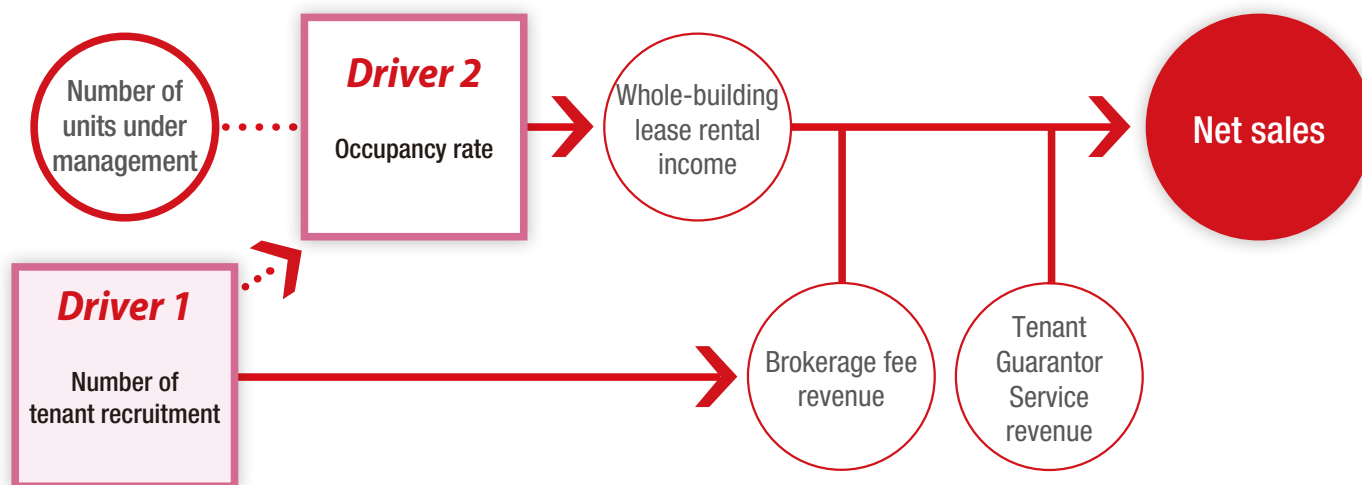 Number of
units under
management
Driver 2
Occupancy rate
Whole-building
lease rental
income
Net sales
Driver 1
Number of
tenant recruitment
Brokerage fee
revenue
Tenant
Guarantor
Service
revenue